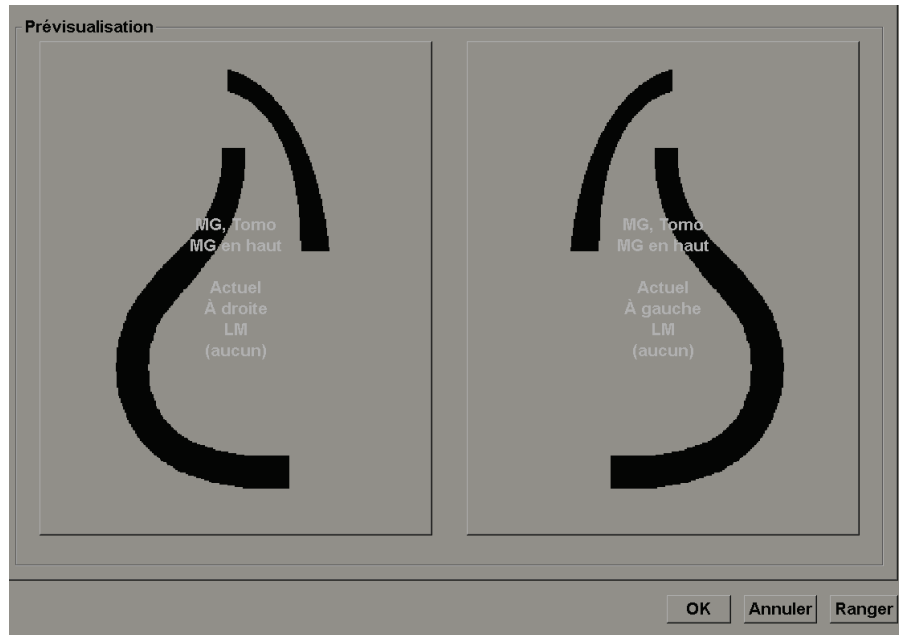 Prévisualisation
MG, Tomo
MG en haut
Actuel
À droite
LM
(aucun)
MG, Tomo
MG en haut
Actuel
À gauche
LM
(aucun)
OK
Annuler
Ranger